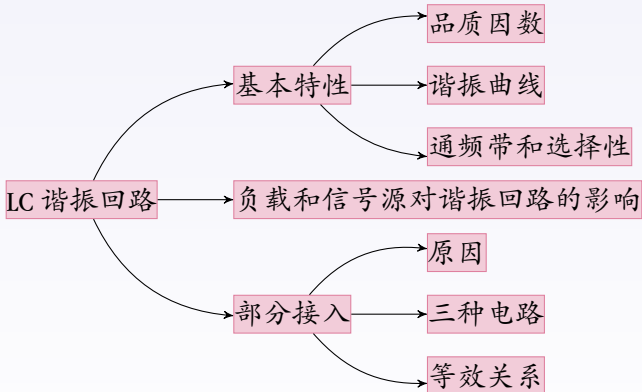 LC 谐振回路
基本特性
品质因数
谐振曲线
通频带和选择性
负载和信号源对谐振回路的影响
部分接入
原因
三种电路
等效关系